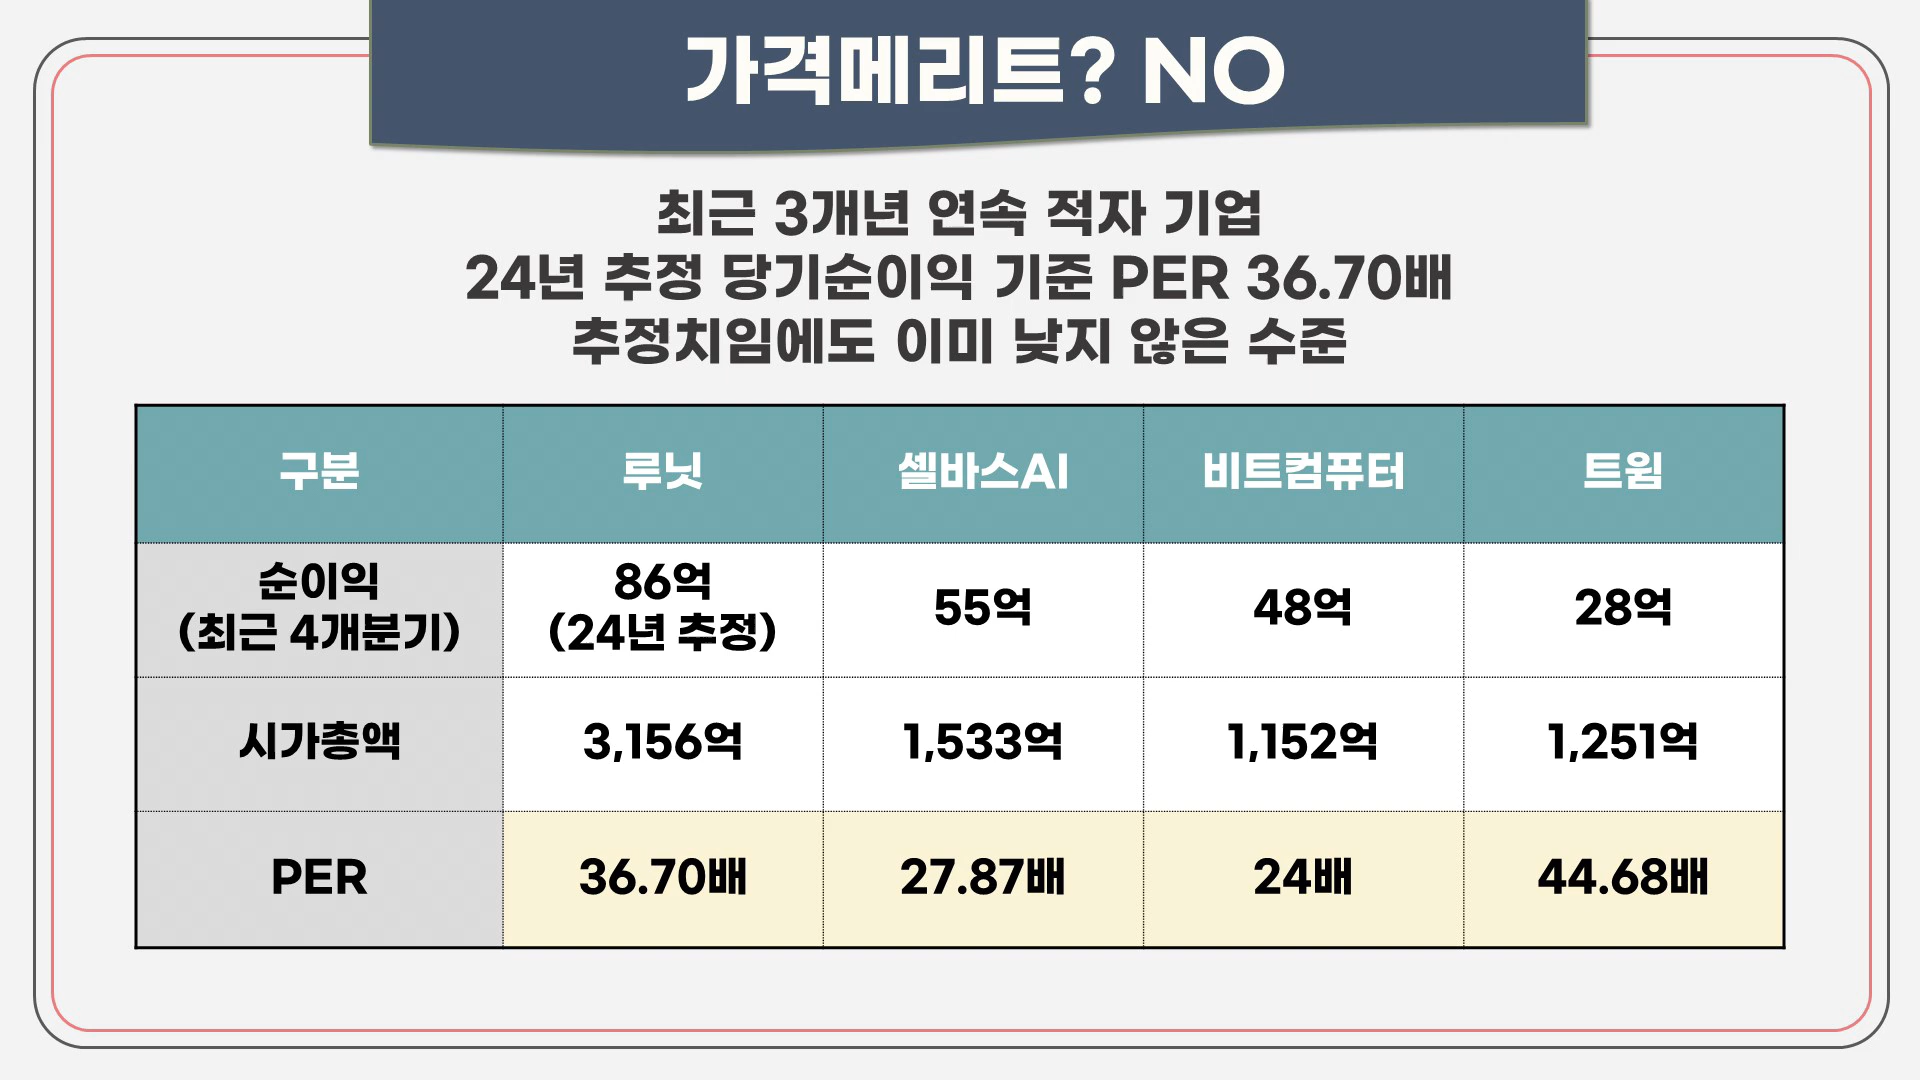 가격메리트? NO
최근 3개년 연속 적자 기업
24년 추정 당기순이익 기준 PER 36.70배
추정치임에도 이미 낮지 않은 수준
구분 루닛 셀바스AI 비트컴퓨터 트윔
순이익
(최근 4개분기) 86억
(24년 추정) 55억 48억 28억
시가총액 3,156억 1,533억 1,152억 1,251억
PER 36.70배 27.87배 24배 44.68배